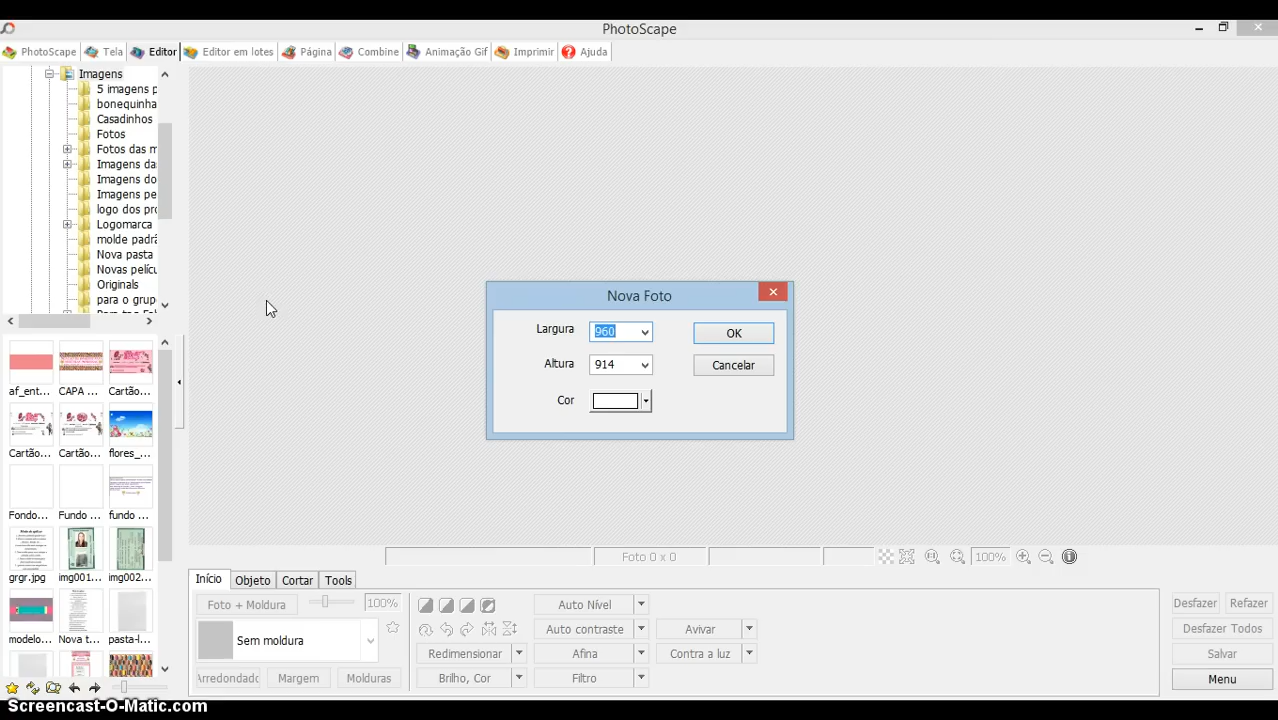 PhotoScape
PhotoScape Tela Editor Editor em lotes Página Combine Animação Gif Imprimir Ajuda
Imagens
5 imagens p
bonequinha
Casadinhos
Fotos
Fotos das m
Imagens da
Imagens do
Imagens pe
logo dos pro
Logomarca
molde padrã
Nova pasta
Novas pelícu
Originals
para o grup
Nova Foto
Largura 960 OK
Altura 914 Cancelar
Cor
af_ent... CAPA ... Cartão...
Cartão... Cartão... flores_...
Fondo... Fundo ... fundo ...
grgr.jpg img001... img002...
modelo... Nova t... pasta-l...
Foto 0 x 0 100%
Início Objeto Cortar Tools
Foto + Moldura 100% Auto Nível Desfazer Refazer
Sem moldura Auto contraste Avivar Desfazer Todos
Redimensionar Afina Contra a luz Salvar
Arredondado Margem Molduras Brilho, Cor Filtro Menu
Screencast-O-Matic.com